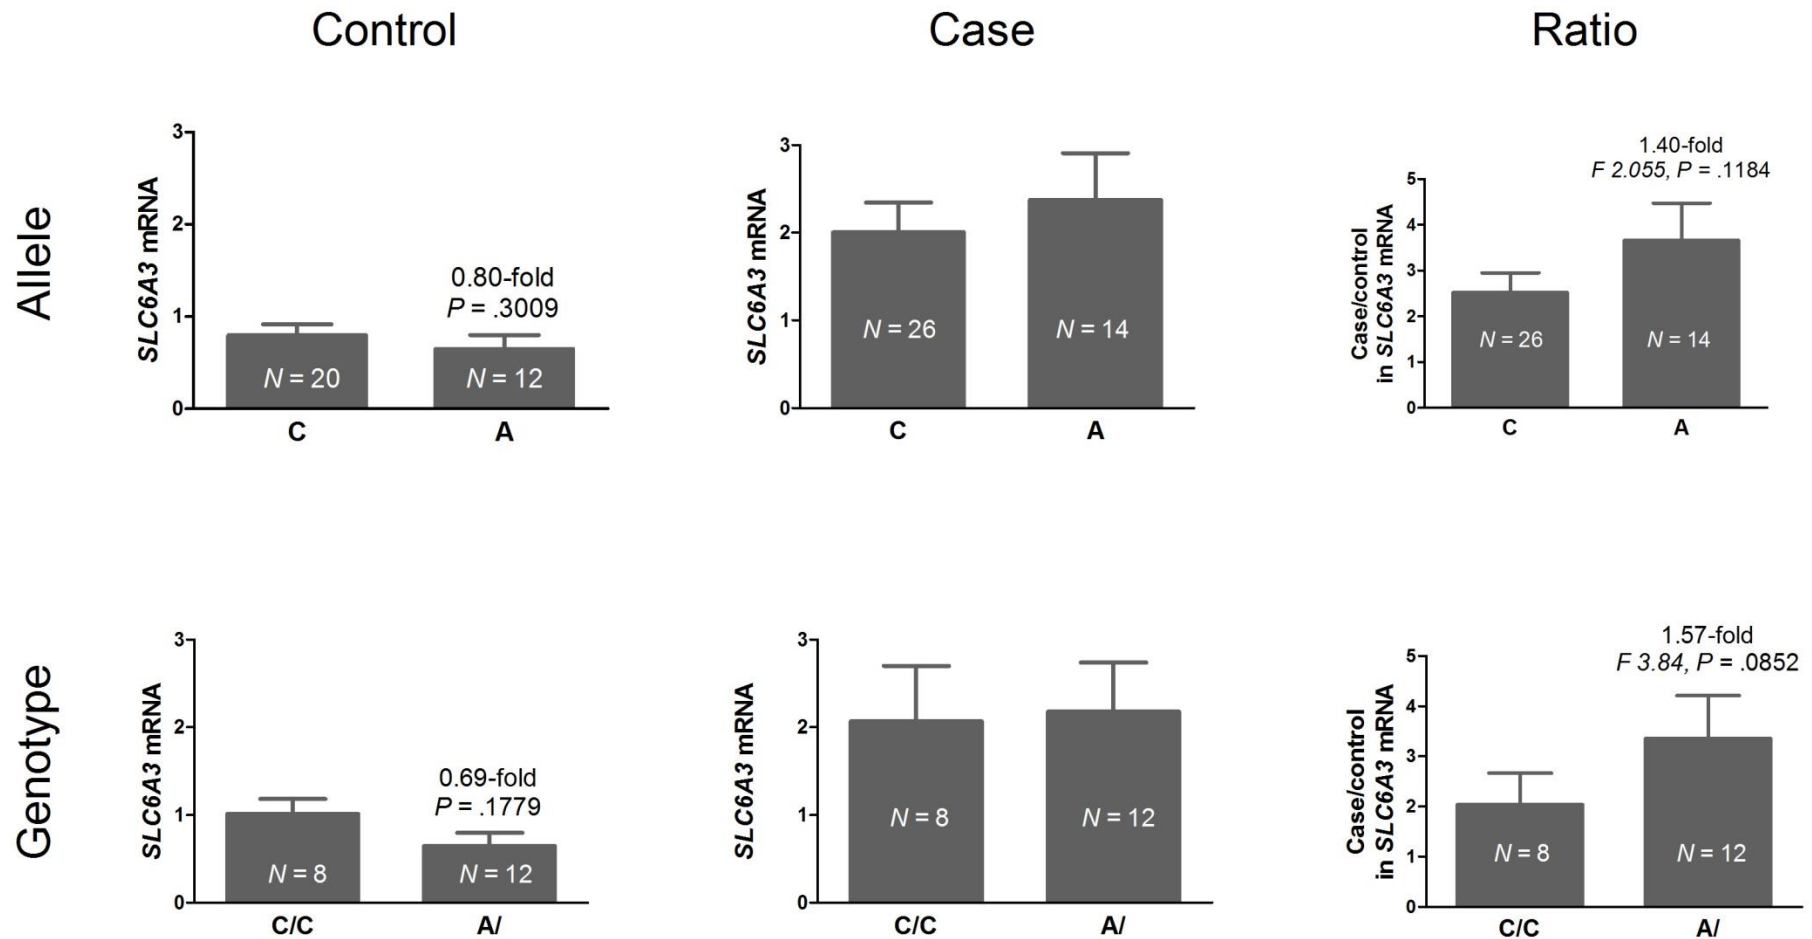 Control
Case
Ratio
Allele
SLC6A3 mRNA
3
2
1
0
0.80-fold
P = .3009
N = 20
N = 12
C
A
SLC6A3 mRNA
3
2
1
0
N = 26
N = 14
C
A
Case/control
in SLC6A3 mRNA
5
4
3
2
1
0
1.40-fold
F 2.055, P = .1184
N = 26
N = 14
C
A
Genotype
SLC6A3 mRNA
3
2
1
0
0.69-fold
P = .1779
N = 8
N = 12
C/C
A/
SLC6A3 mRNA
3
2
1
0
N = 8
N = 12
C/C
A/
Case/control
in SLC6A3 mRNA
5
4
3
2
1
0
1.57-fold
F 3.84, P = .0852
N = 8
N = 12
C/C
A/